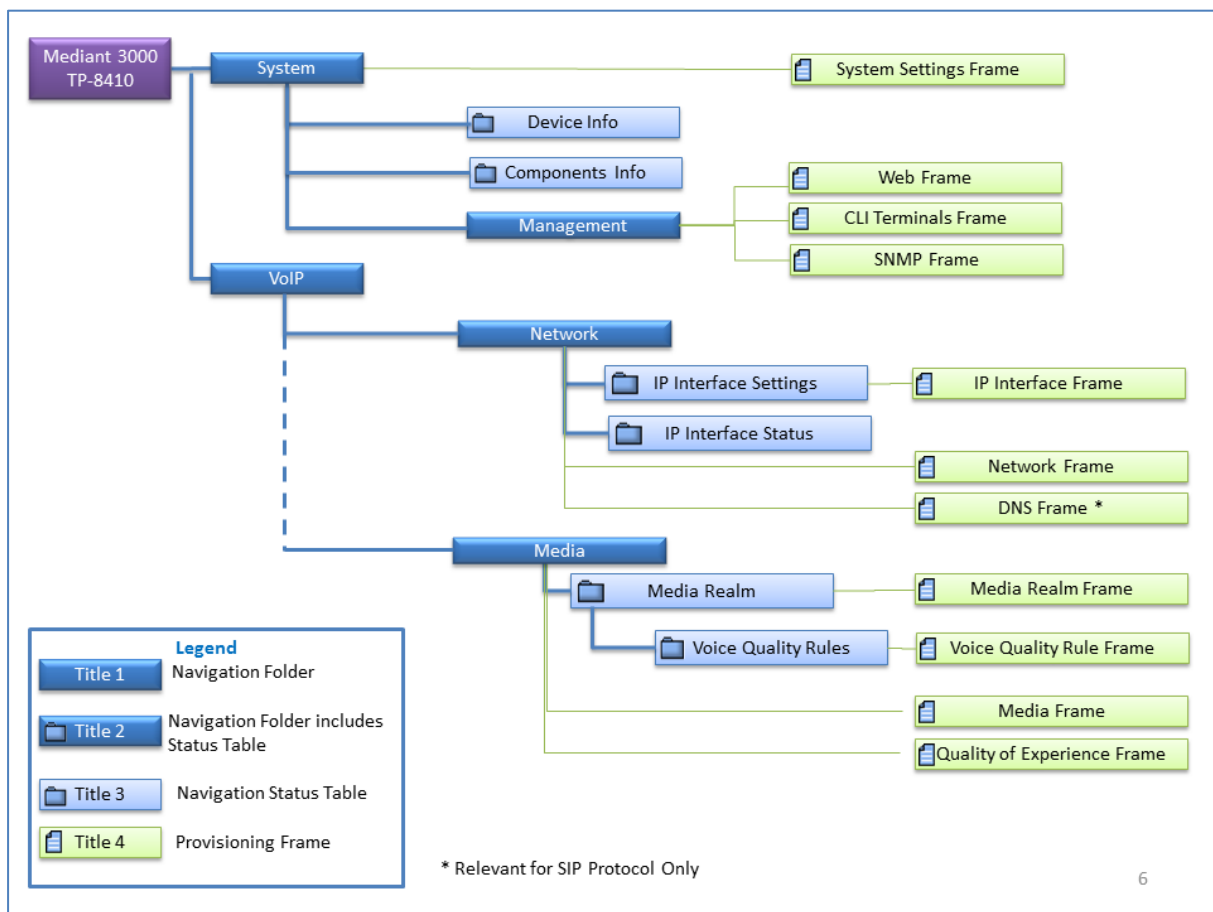 Mediant 3000
TP-8410
System
System Settings Frame
Device Info
Components Info
Management
Web Frame
CLI Terminals Frame
SNMP Frame
VoIP
Network
IP Interface Settings
IP Interface Frame
IP Interface Status
Network Frame
DNS Frame *
Media
Media Realm
Media Realm Frame
Voice Quality Rules
Voice Quality Rule Frame
Media Frame
Quality of Experience Frame
Legend
Title 1
Navigation Folder
Title 2
Navigation Folder includes
Status Table
Title 3
Navigation Status Table
Title 4
Provisioning Frame
* Relevant for SIP Protocol Only
6